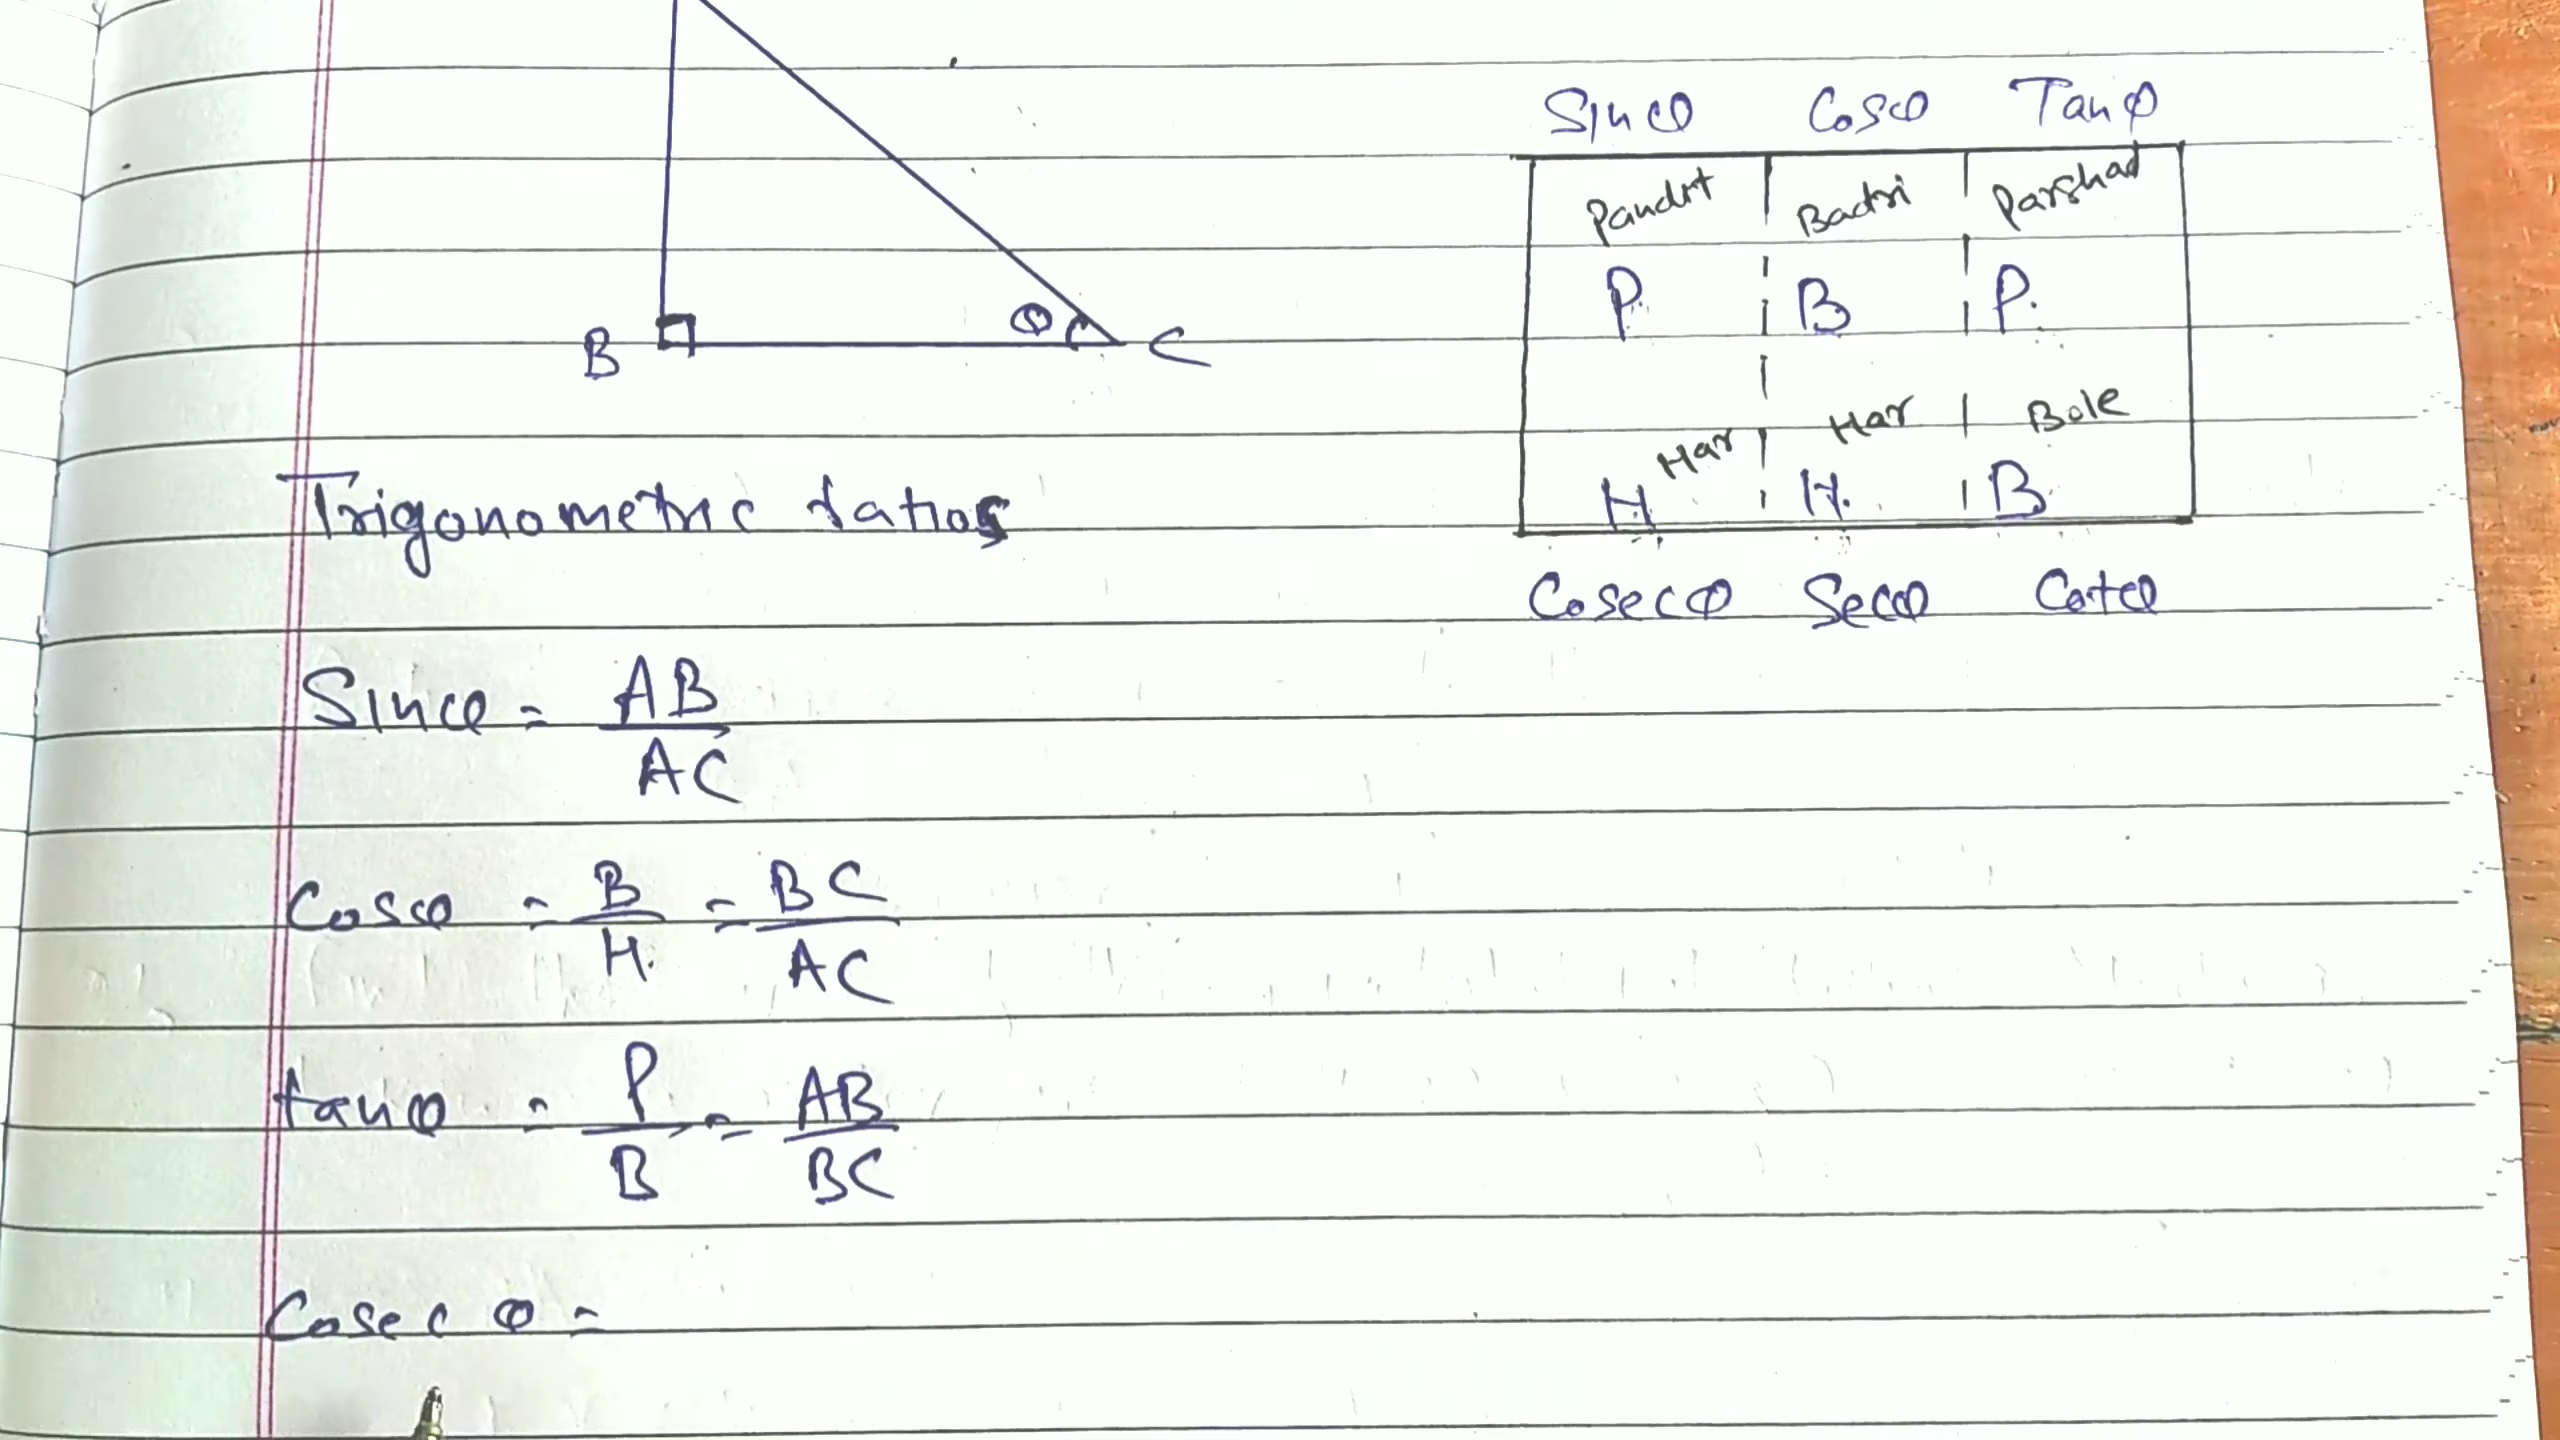 B
θ
C
Sinθ Cosθ Tanθ
Pandit Badri Parshad
P B P
Har Har Bole
H H B
Cosecθ Secθ Cotθ
Trigonometric ratios
Sinθ = AB/AC
Cosθ = B/H = BC/AC
tanθ = P/B = AB/BC
Cosec θ =